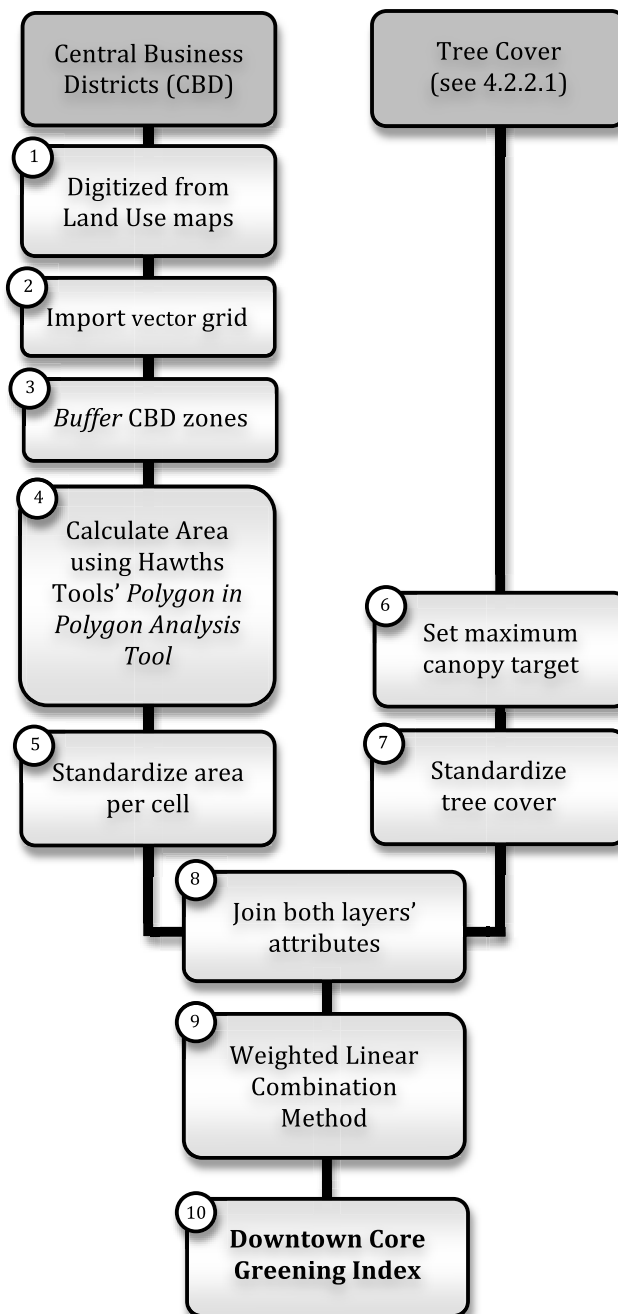 Central Business
Districts (CBD)
Tree Cover
(see 4.2.2.1)
1
Digitized from
Land Use maps
2
Import vector grid
3
Buffer CBD zones
4
Calculate Area
using Hawths
Tools’ Polygon in
Polygon Analysis
Tool
5
Standardize area
per cell
6
Set maximum
canopy target
7
Standardize
tree cover
8
Join both layers’
attributes
9
Weighted Linear
Combination
Method
10
Downtown Core
Greening Index